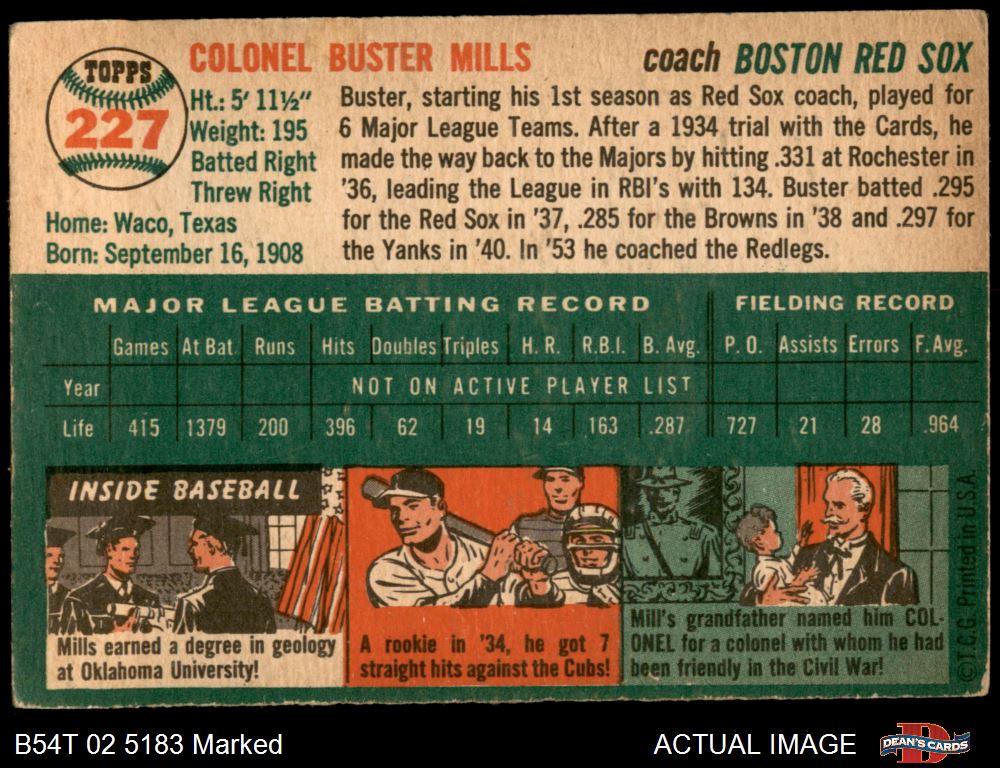 TOPPS
227
COLONEL BUSTER MILLS
coach BOSTON RED SOX
Ht.: 5' 11½"
Weight: 195
Batted Right
Threw Right
Home: Waco, Texas
Born: September 16, 1908
Buster, starting his 1st season as Red Sox coach, played for
6 Major League Teams. After a 1934 trial with the Cards, he
made the way back to the Majors by hitting .331 at Rochester in
'36, leading the League in RBI's with 134. Buster batted .295
for the Red Sox in '37, .285 for the Browns in '38 and .297 for
the Yanks in '40. In '53 he coached the Redlegs.
MAJOR LEAGUE BATTING RECORD FIELDING RECORD
Games At Bat Runs Hits Doubles Triples H. R. R.B.I. B. Avg. P. O. Assists Errors F. Avg.
Year NOT ON ACTIVE PLAYER LIST
Life 415 1379 200 396 62 19 14 163 .287 727 21 28 .964
INSIDE BASEBALL
Mills earned a degree in geology
at Oklahoma University!
A rookie in '34, he got 7
straight hits against the Cubs!
Mill's grandfather named him COL-
ONEL for a colonel with whom he had
been friendly in the Civil War!
©T.C.G. Printed in U.S.A.
B54T 02 5183 Marked
ACTUAL IMAGE
DEAN'S CARDS